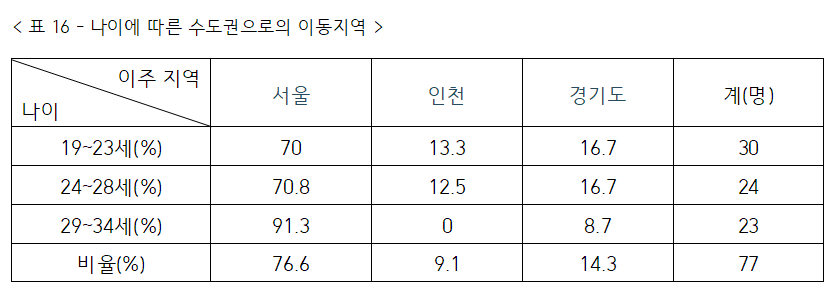 < 표 16 - 나이에 따른 수도권으로의 이동지역 >
이주 지역
나이
서울 인천 경기도 계(명)
19~23세(%) 70 13.3 16.7 30
24~28세(%) 70.8 12.5 16.7 24
29~34세(%) 91.3 0 8.7 23
비율(%) 76.6 9.1 14.3 77